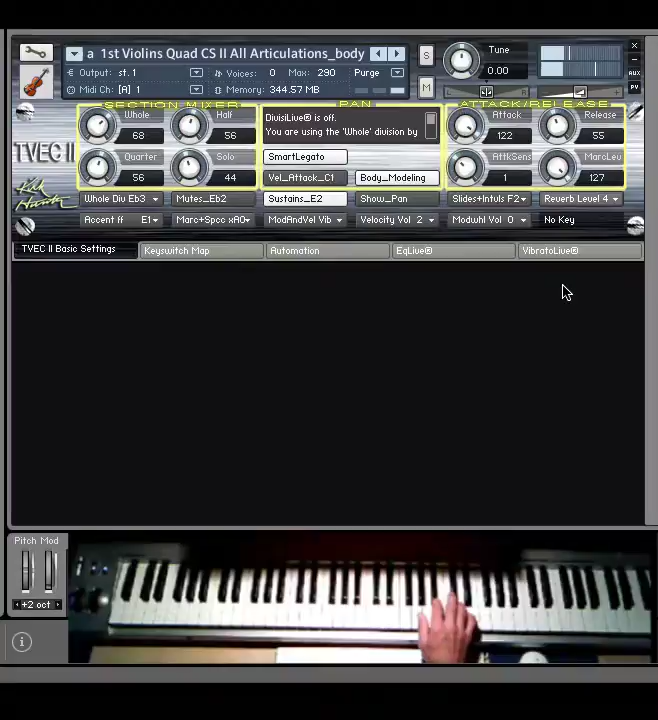 a 1st Violins Quad CS II All Articulations_body
Output: st. 1
Voices: 0 Max: 290 Purge
Midi Ch: [A] 1
Memory: 344.57 MB
S
M
Tune
0.00
L R
AUX
PV
SECTION MIXER
PAN
ATTACK/RELEASE
Whole
68
Half
56
Quarter
56
Solo
44
DivisiLive® is off.
You are using the 'Whole' division by
SmartLegato
Vel_Attack_C1
Body_Modeling
Attack
122
Release
55
AttkSens
1
MarcLev
127
TVEC II
Kirk Hunter
Whole Div Eb3
Mutes_Eb2
Sustains_E2
Show_Pan
Slides+Intuls F2
Reverb Level 4
Accent ff E1
Marc+Spcc xA0
ModAndVel Vib
Velocity Vol 2
Modwhl Vol 0
No Key
TVEC II Basic Settings
Keyswitch Map
Automation
EqLive®
VibratoLive®
Pitch Mod
+2 oct